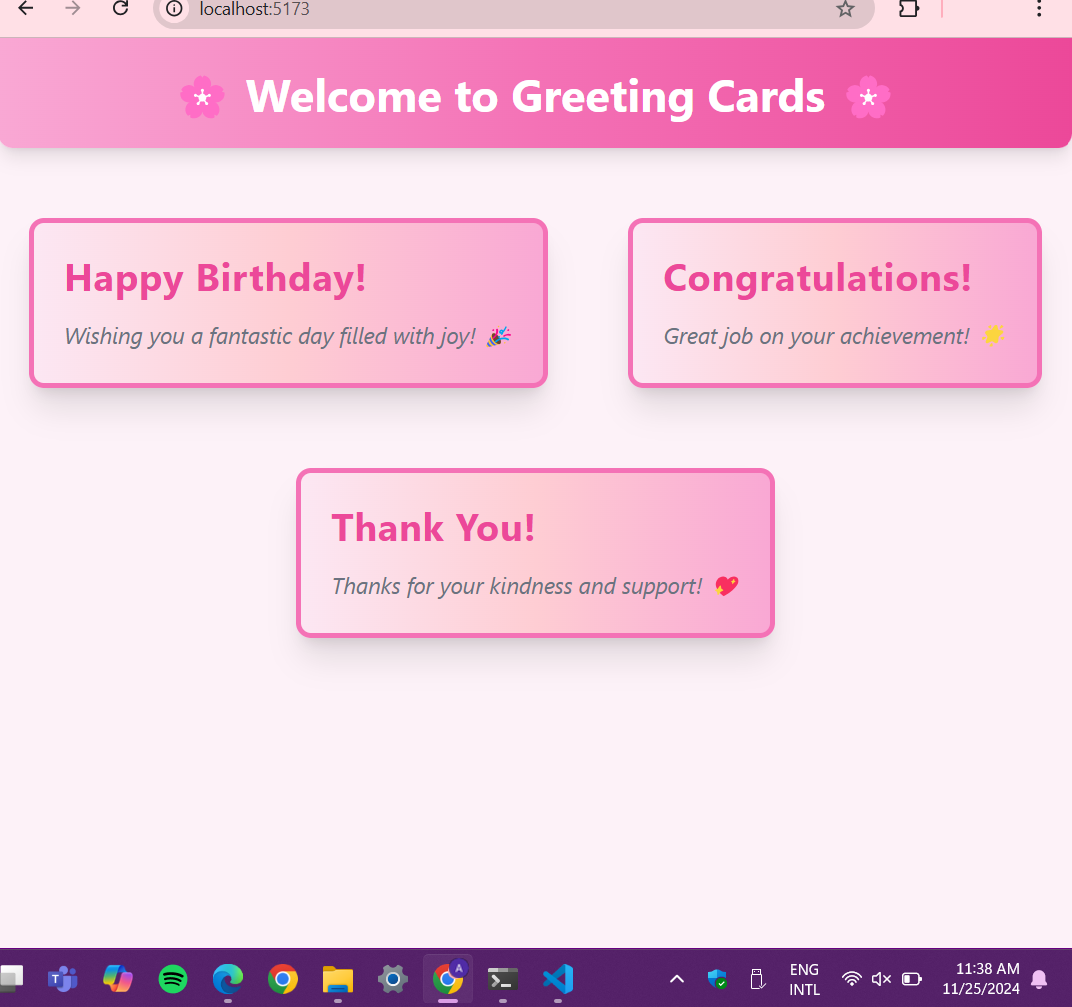 localhost:5173
🌸 Welcome to Greeting Cards 🌸
Happy Birthday!
Wishing you a fantastic day filled with joy! 🎉
Congratulations!
Great job on your achievement! 🌟
Thank You!
Thanks for your kindness and support! 💖
ENG
INTL
11:38 AM
11/25/2024